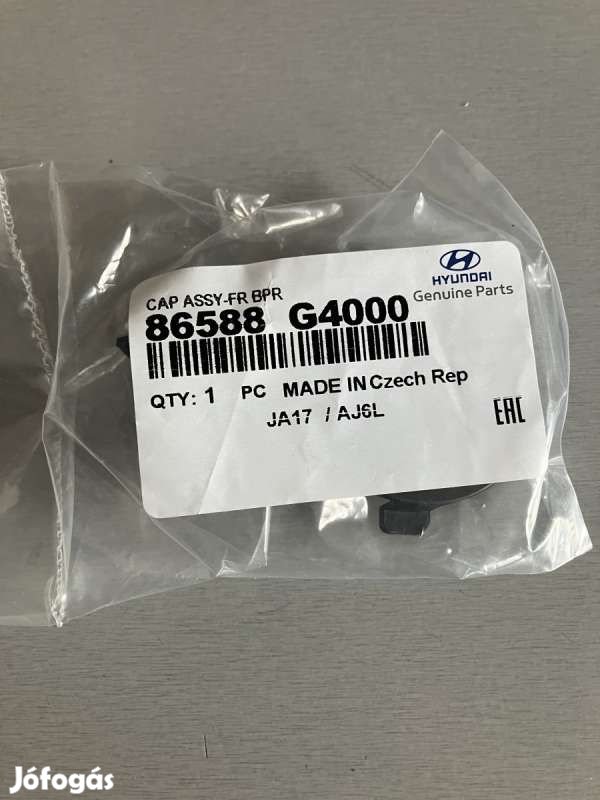 HYUNDAI
Genuine Parts
CAP ASSY-FR BPR
86588 G4000
QTY: 1 PC MADE IN Czech Rep
JA17 / AJ6L
EAC
Jófogás